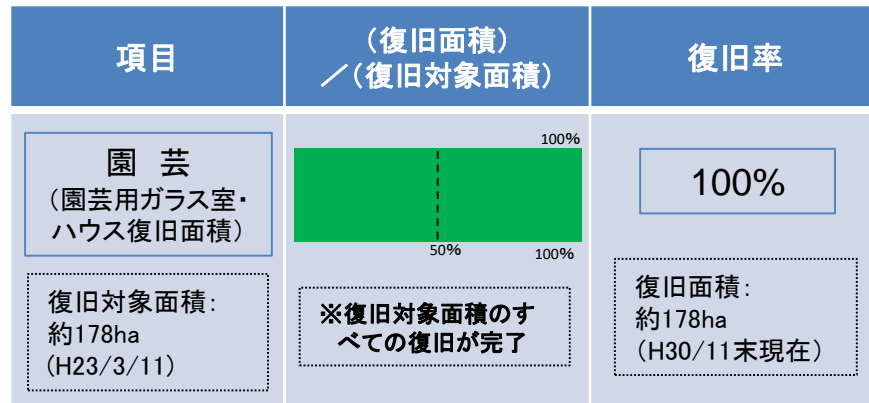 項目
（復旧面積）
／（復旧対象面積）
復旧率
園　芸
（園芸用ガラス室・
ハウス復旧面積）
復旧対象面積：
約178ha
（H23/3/11）
100%
50%
100%
※復旧対象面積のす
べての復旧が完了
100%
復旧面積：
約178ha
（H30/11末現在）